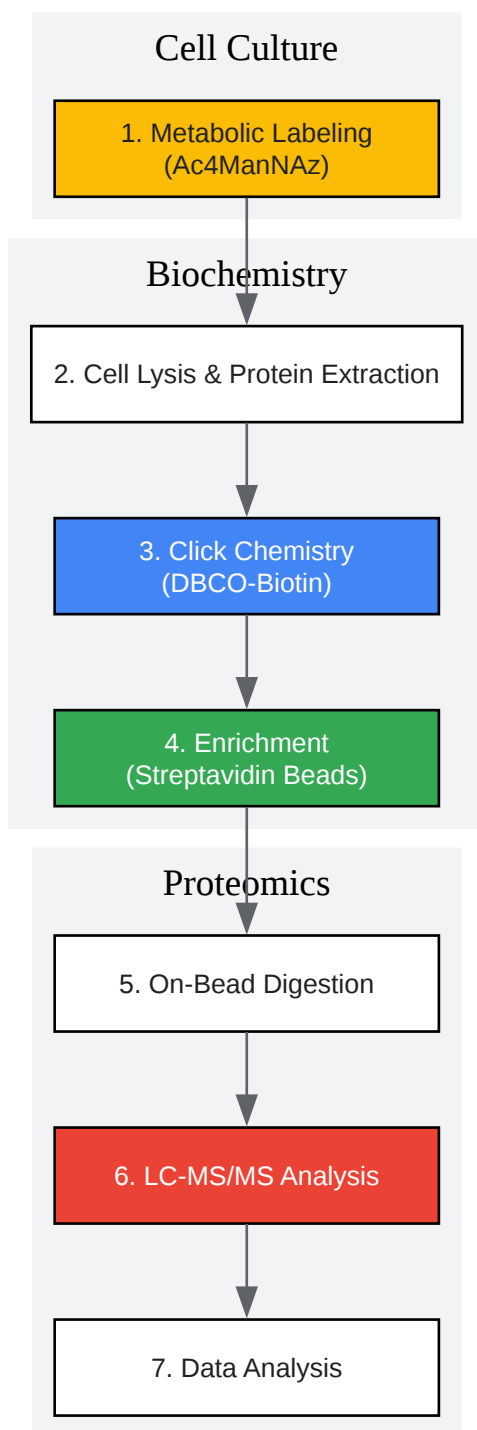 Cell Culture
1. Metabolic Labeling
(Ac4ManNAz)
Biochemistry
2. Cell Lysis & Protein Extraction
3. Click Chemistry
(DBCO-Biotin)
4. Enrichment
(Streptavidin Beads)
Proteomics
5. On-Bead Digestion
6. LC-MS/MS Analysis
7. Data Analysis